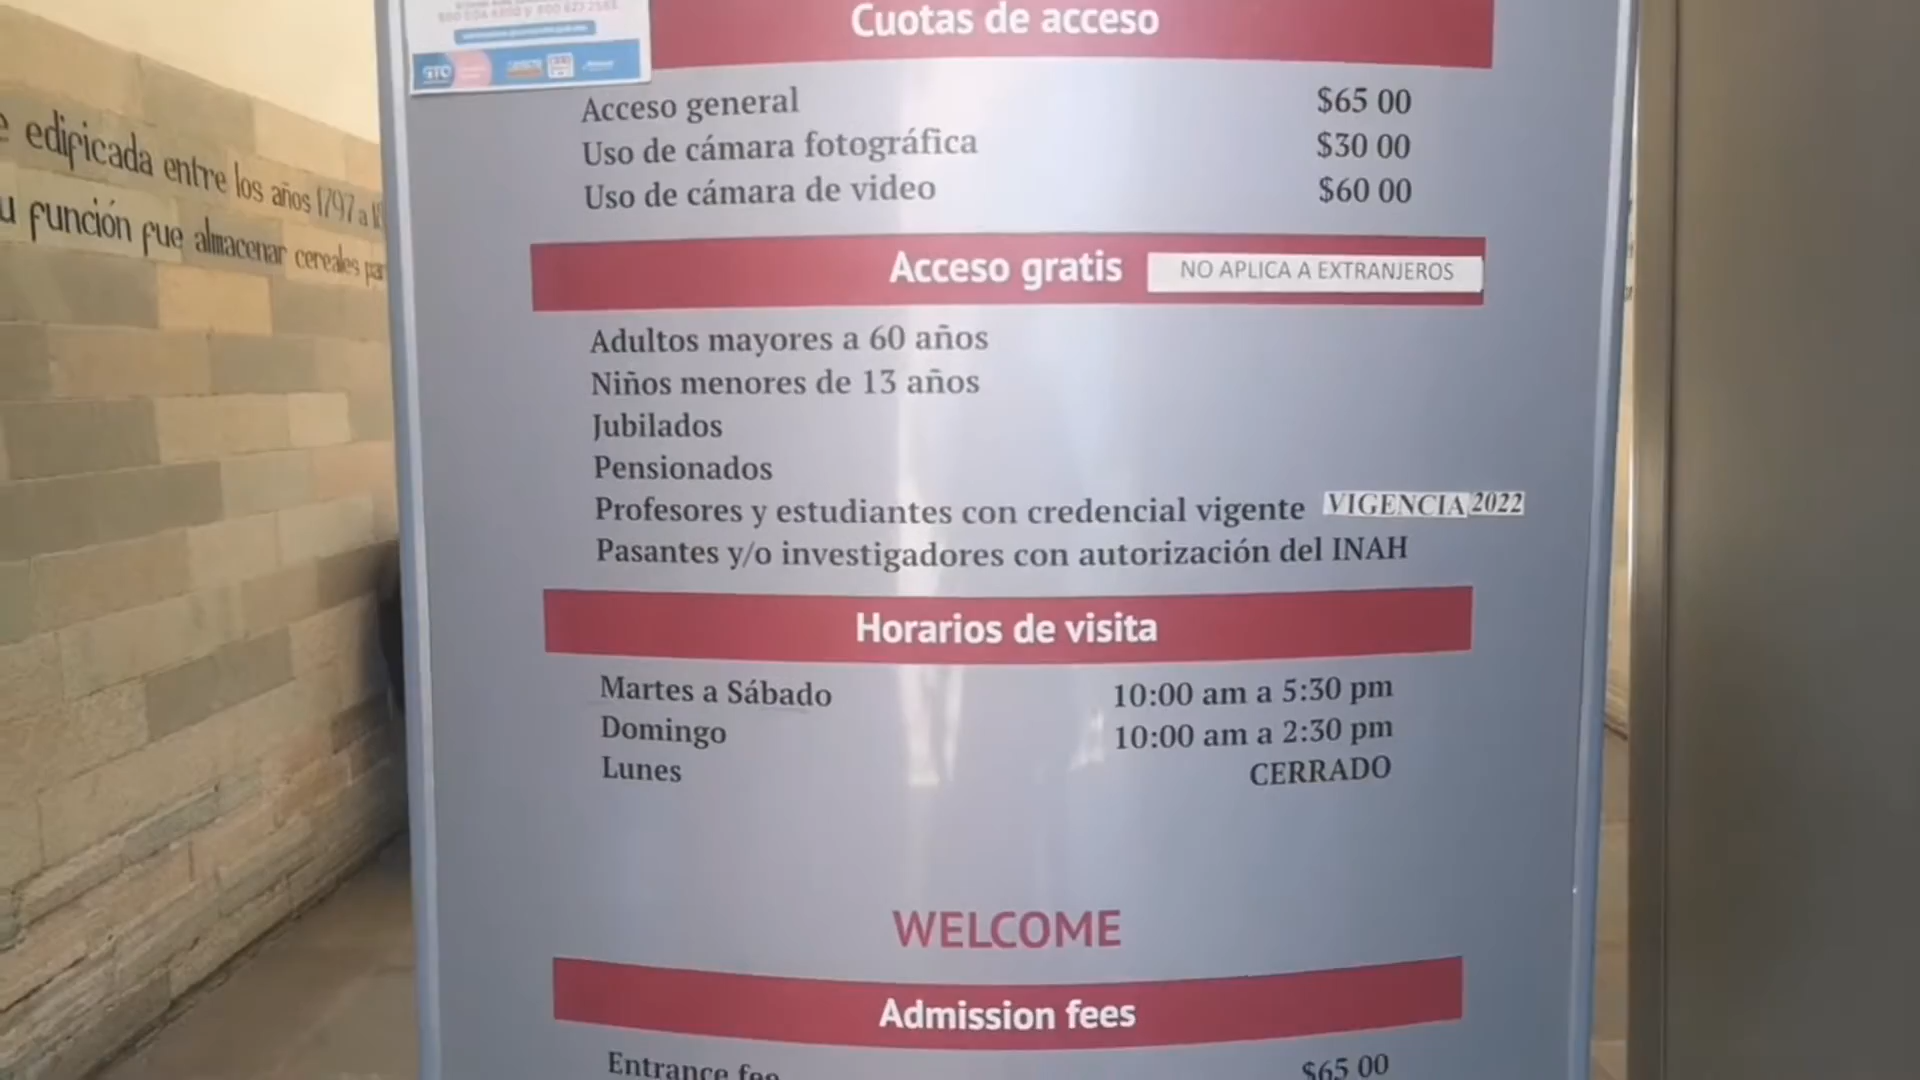 Cuotas de acceso
Acceso general $65 00
Uso de cámara fotográfica $30 00
Uso de cámara de video $60 00
edificada entre los años 1797 a
función fue almacenar cereales
Acceso gratis NO APLICA A EXTRANJEROS
Adultos mayores a 60 años
Niños menores de 13 años
Jubilados
Pensionados
Profesores y estudiantes con credencial vigente VIGENCIA 2022
Pasantes y/o investigadores con autorización del INAH
Horarios de visita
Martes a Sábado 10:00 am a 5:30 pm
Domingo 10:00 am a 2:30 pm
Lunes CERRADO
WELCOME
Admission fees
Entrance fee $65 00